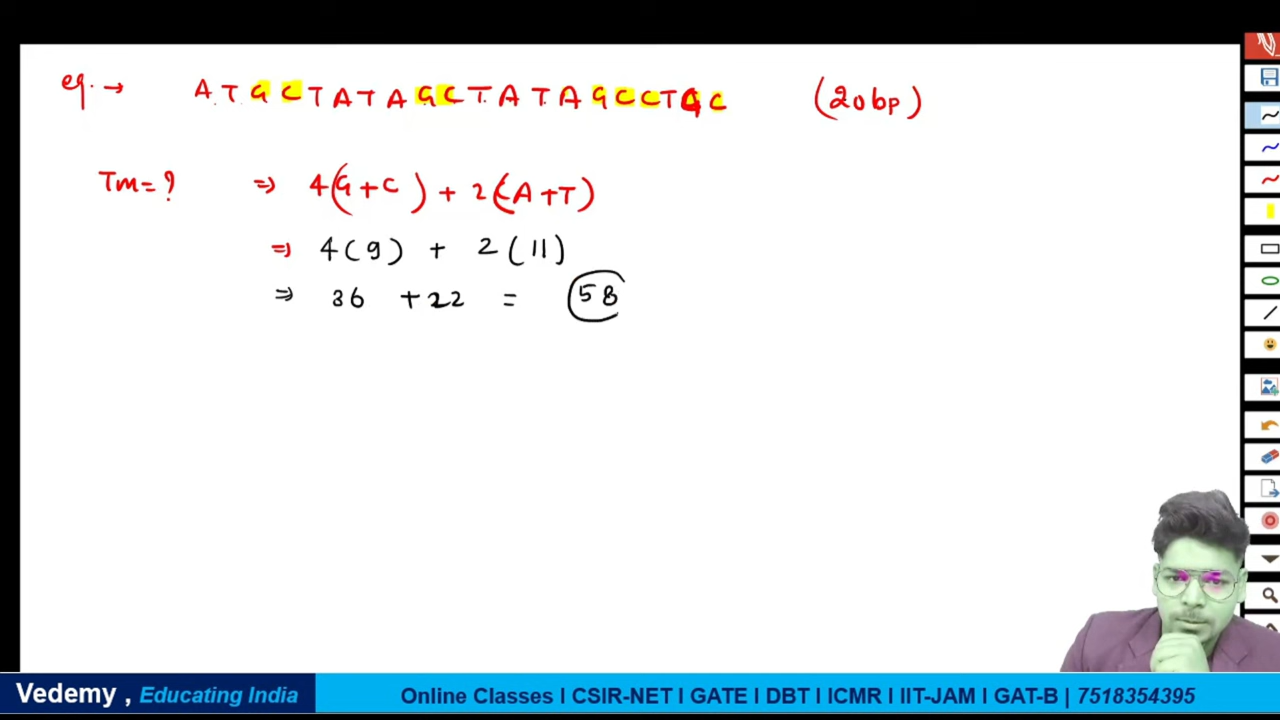 eg. → A T G C T A T A G C T A T A G C C T G C (20bp)
Tm = ? ⇒ 4(G+C) + 2(A+T)
⇒ 4(9) + 2(11)
⇒ 36 + 22 = 58
Vedemy , Educating India Online Classes I CSIR-NET I GATE I DBT I ICMR I IIT-JAM I GAT-B | 7518354395